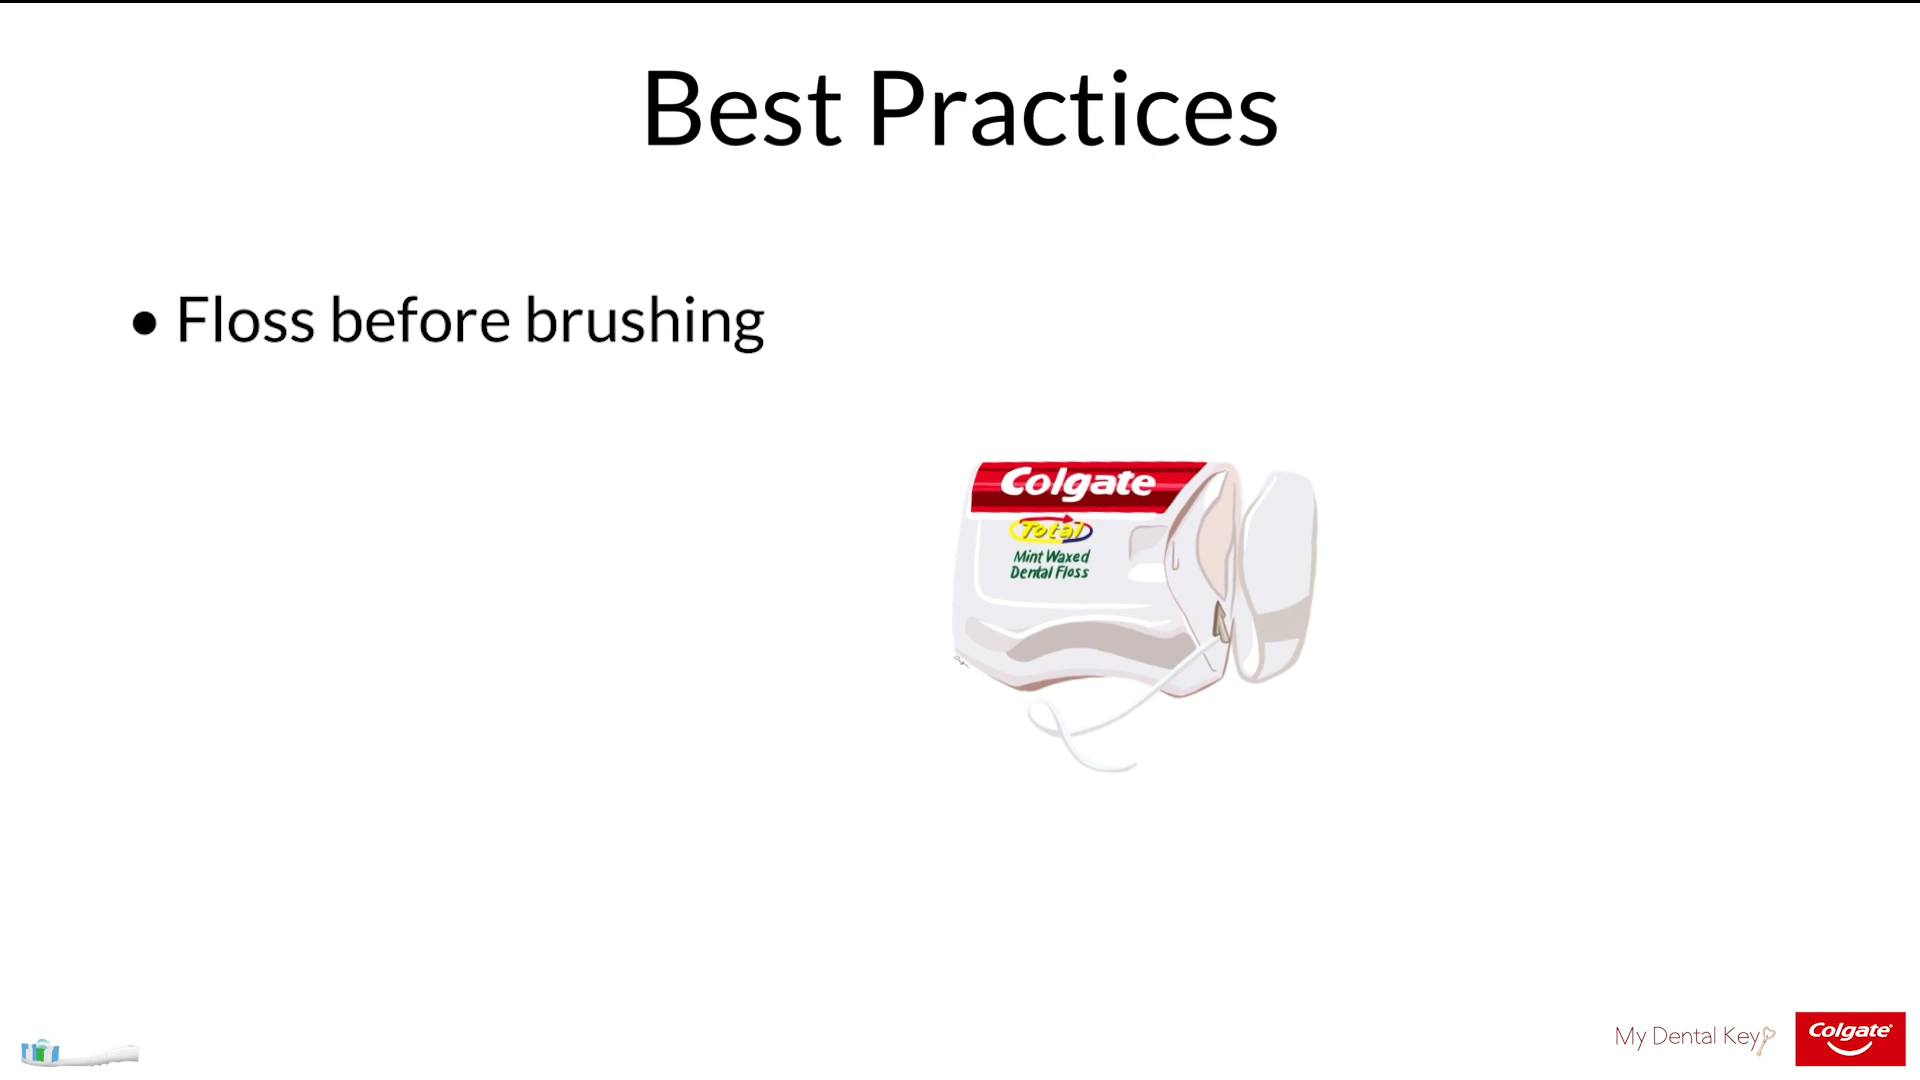 Best Practices
• Floss before brushing
Colgate
Total
Mint Waxed
Dental Floss
My Dental Key
Colgate®